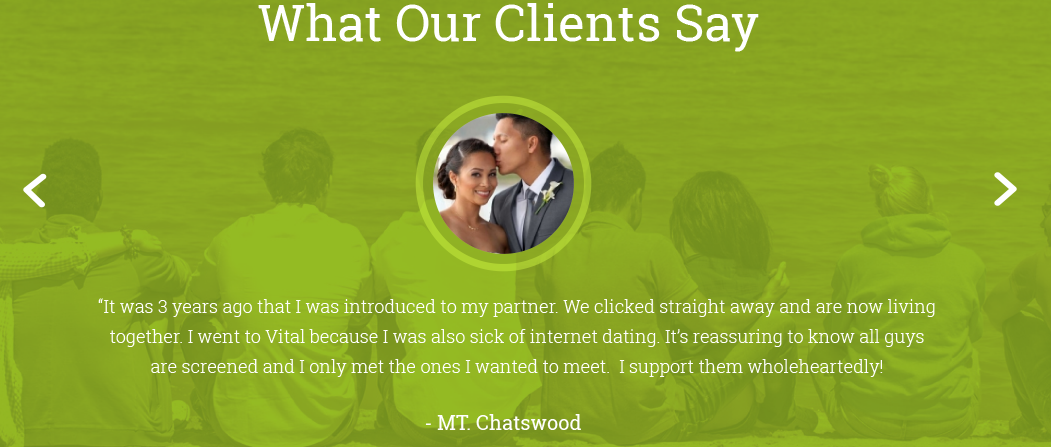 What Our Clients Say
“It was 3 years ago that I was introduced to my partner. We clicked straight away and are now living
together. I went to Vital because I was also sick of internet dating. It’s reassuring to know all guys
are screened and I only met the ones I wanted to meet.  I support them wholeheartedly!
- MT. Chatswood